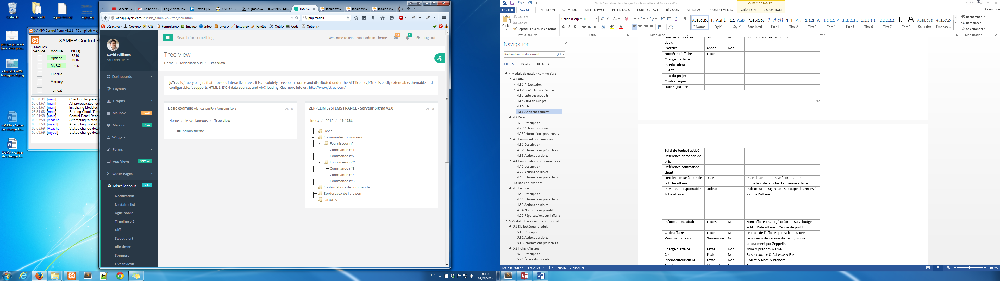 Corbeille
sigma-old
sigma-test.sql
logo.png
prix gaz par mois
lyon 3ème pou...
elligibilité ADSL
bouygues !!!.png
~$GMA - Cahier
des charges fo...
SIGMA - Cahier
des charges f...
XAMPP Control Panel v3.2.1 [ Compiled: May
XAMPP Control P
Modules
Service Module PID(s)
Apache 3216
1016
MySQL 3256
FileZilla
Mercury
Tomcat
08:50:34 [main] Checking for prereq
08:51:57 [main] All prerequisites fou
08:51:57 [main] Initializing Modules
08:51:58 [main] Starting Check-Tim
08:51:58 [main] Control Panel Read
08:53:58 [Apache] Attempting to start
08:53:58 [mysql] Attempting to start
08:53:59 [Apache] Status change dete
08:53:59 [mysql] Status change dete
Genesis - ...
Boîte de r...
Logiciels four...
Travail | T...
KAIRIOS ...
Sigma 2.0...
INSPINIA | Mi...
INSPI...
localhost ...
localhost ...
localhost ...
webapplayers.com/inspinia_admin-v2.2/tree_view.html#
php readdir
Désactiver Cookies CSS Formulaires Images Infos Divers Entourer Fenêtre Outils Code Options
David Williams
Art Director
Dashboards
Layouts
Graphs
Mailbox 16/24
Metrics NEW
Widgets
Forms
App Views SPECIAL
Other Pages
Miscellaneous NEW
Notification
Nestable list
Agile board
Timeline v.2
Diff
Sweet alert
Idle timer
Spinners
Live favicon
Search for something...
Welcome to INSPINIA+ Admin Theme. 16 8 Log out
Tree view
Home / Miscellaneous / Tree view
jsTree is jquery plugin, that provides interactive trees. It is absolutely free, open source and distributed under the MIT license. jsTree is easily extendable, themable and
configurable, it supports HTML & JSON data sources and AJAX loading. Get more info on: http://www.jstree.com/
Basic example with custom Font Awesome icons.
Home / Miscellaneous / Tree view
Admin theme
ZEPPELIN SYSTEMS FRANCE - Serveur Sigma v2.0
Index / 2015 / 15-1234
Devis
Commandes fournisseur
Fournisseur n°1
Commande n°1
Commande n°2
Fournisseur n°2
Commande n°3
Commande n°4
Commande n°5
Confirmations de commande
Bordereaux de livraison
Factures
FR
09:34
04/08/2015
SIGMA - Cahier des charges fonctionnelles - v1.0.docx - Word
OUTILS DE TABLEAU
Connexion
FICHIER ACCUEIL INSERTION CRÉATION MISE EN PAGE RÉFÉRENCES PUBLIPOSTAGE RÉVISION AFFICHAGE COMPLÉMENTS CRÉATION DISPOSITION
Coller
Couper
Copier
Reproduire la mise en forme
Presse-papiers
Calibri (Corp 11
G I S abc x₂ x²
Police
Paragraphe
¶ Normal
Style1
Style4
Sans interl...
Titre 1
Titre 2
Titre 3
Titre 4
Titre 5
Titre 6
Titre 7
Titre 0
Sous-titre
Emphase...
Style
Rechercher
Remplacer
Sélectionner
Modification
Navigation
Rechercher un document
TITRES PAGES RÉSULTATS
4 Module de gestion commerciale
4.1 Affaire
4.1.1 Présentation
4.1.2 Généralités de l'affaire
4.1.3 Liste des produits
4.1.4 Suivi de budget
4.1.5 Bilan
4.1.6 Anciennes affaires
4.2 Devis
4.2.1 Description
4.2.2 Actions possibles
4.2.3 Informations présentes s...
4.3 Commandes fournisseurs
4.3.1 Description
4.3.2 Informations présentes s...
4.3.3 Actions possibles
4.4 Confirmations de commandes
4.4.1 Description
4.4.2 Actions possibles
4.4.3 Informations présentes s...
4.5 Bons de livraisons
4.6 Factures
4.6.1 Description
4.6.2 Informations présentes s...
4.6.3 Actions possibles
4.6.4 Notifications possibles
4.6.5 Répercussions sur l'affaire
5 Module de ressources commerciales
5.1 Bibliothèques produit
5.1.1 Description
5.1.2 Actions possibles
5.1.3 Informations présentes s...
5.2 Fiches d'heures
5.2.1 Description
5.2.2 Écrans du module
Date de la prise de Date Non Date d'ouverture de l'affaire
devis
Exercice Année Non
Numéro d'affaire Texte
Chargé d'affaire
Interlocuteur
Client
État du projet
Contrat signé
Date signature
47
Suivi de budget activé
Référence demande de
prix
Référence commande
client
Dernière mise à jour de Date Date de dernière mise à jour par un
la fiche affaire utilisateur de la fiche d'ancienne affaire.
Personnel responsable Utilisateur Utilisateur de Sigma qui s'occupe des mises à
fiche affaire jour de l'affaire.
Informations affaire Textes Non Nom affaire + Chargé affaire + Suivi budget
actif + Date affaire + Centre de profit
Code affaire Texte Non Le code de l'affaire qui est liée au devis
Version du devis Numérique Non Le numéro de version du devis, visible
uniquement par Zeppelin.
Chargé d'affaire Texte Non Nom & prénom & Email
Client Texte Non Raison sociale & Adresse & Fax
Interlocuteur client Texte Non Civilité & Nom & Prénom
PAGE 48 SUR 82 12804 MOTS FRANÇAIS (FRANCE) 100 %